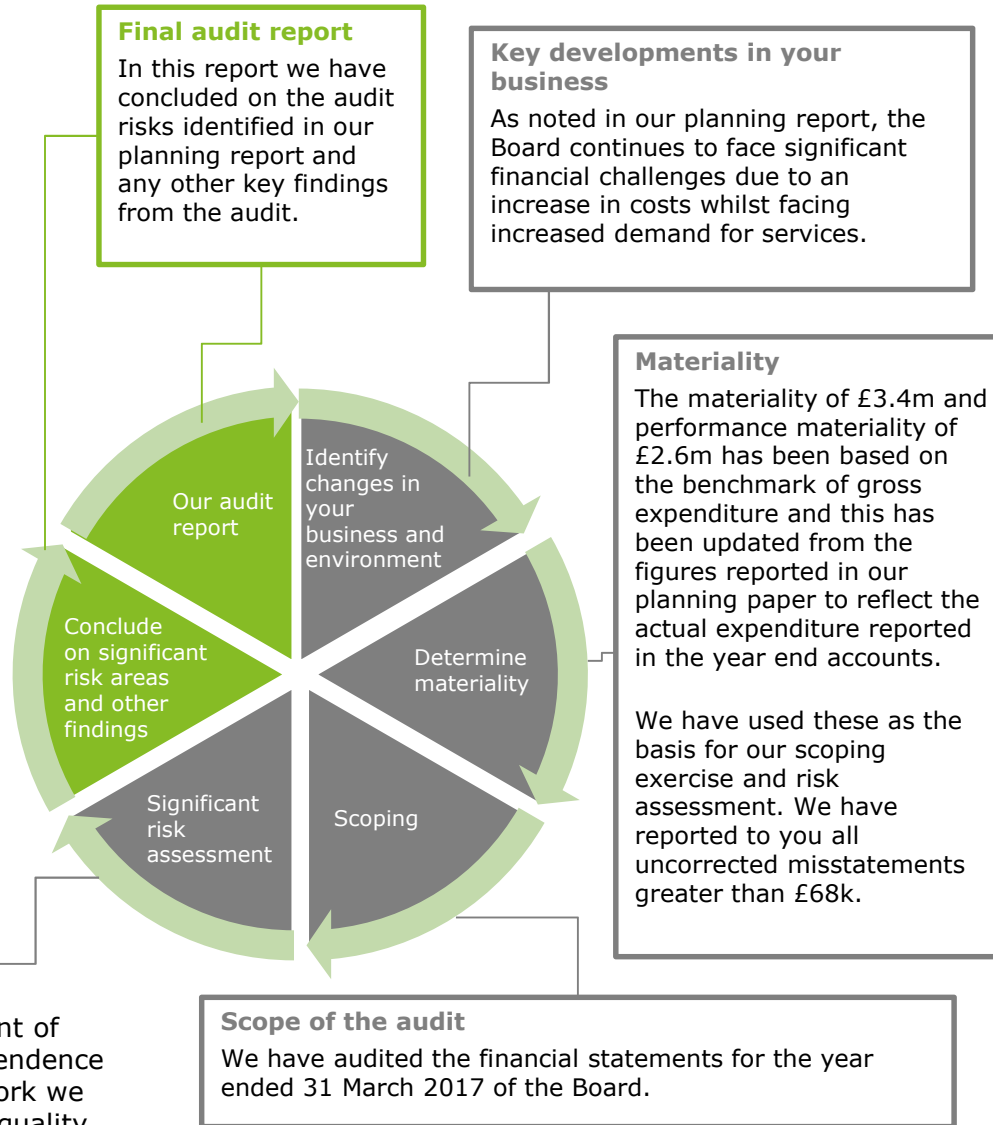 Final audit report
In this report we have
concluded on the audit
risks identified in our
planning report and
any other key findings
from the audit.
Key developments in your
business
As noted in our planning report, the
Board continues to face significant
financial challenges due to an
increase in costs whilst facing
increased demand for services.
Materiality
The materiality of £3.4m and
performance materiality of
£2.6m has been based on
the benchmark of gross
expenditure and this has
been updated from the
figures reported in our
planning paper to reflect the
actual expenditure reported
in the year end accounts.
We have used these as the
basis for our scoping
exercise and risk
assessment. We have
reported to you all
uncorrected misstatements
greater than £68k.
Identify
changes in
your
business and
environment
Determine
materiality
Scoping
Significant
risk
assessment
Conclude
on significant
risk areas
and other
findings
Our audit
report
Scope of the audit
We have audited the financial statements for the year
ended 31 March 2017 of the Board.
nt of
endence
ork we
quality